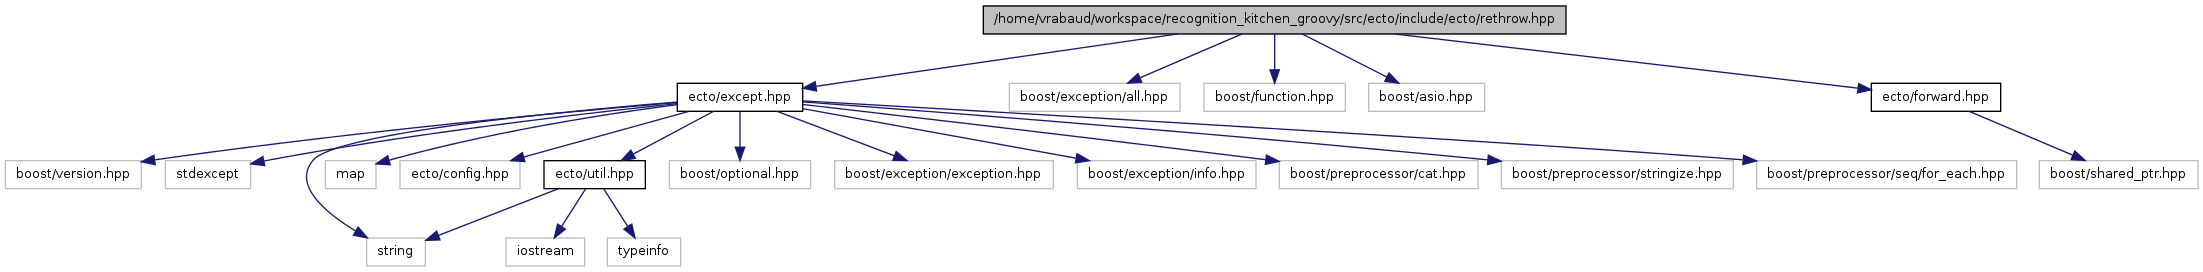 /home/vrabaud/workspace/recognition_kitchen_groovy/src/ecto/include/ecto/rethrow.hpp
ecto/except.hpp
boost/exception/all.hpp
boost/function.hpp
boost/asio.hpp
ecto/forward.hpp
boost/version.hpp
stdexcept
map
ecto/config.hpp
ecto/util.hpp
boost/optional.hpp
boost/exception/exception.hpp
boost/exception/info.hpp
boost/preprocessor/cat.hpp
boost/preprocessor/stringize.hpp
boost/preprocessor/seq/for_each.hpp
boost/shared_ptr.hpp
string
iostream
typeinfo